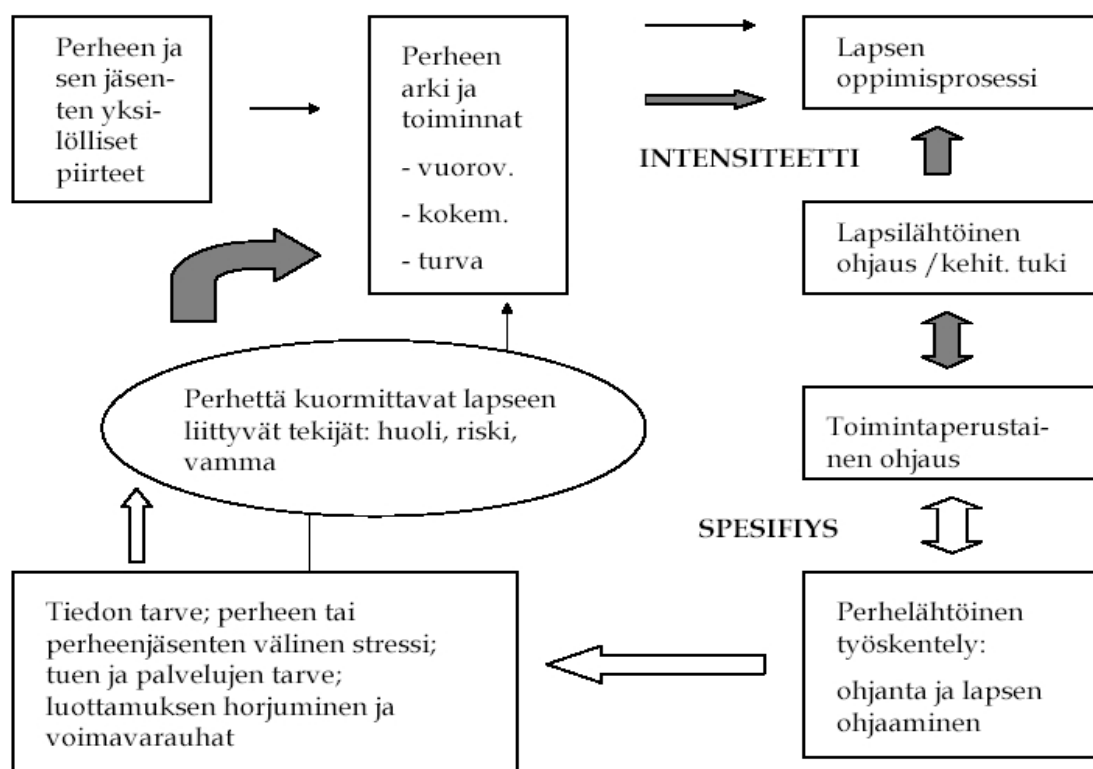 Perheen ja
sen jäsen-
ten yksi-
lölliset
piirteet
Perheen
arki ja
toiminnat
- vuorov.
- kokem.
- turva
Lapsen
oppimisprosessi
INTENSITEETTI
Lapsilähtöinen
ohjaus /kehit. tuki
Perhettä kuormittavat lapseen
liittyvät tekijät: huoli, riski,
vamma
Toimintaperustai-
nen ohjaus
SPESIFIYS
Tiedon tarve; perheen tai
perheenjäsenten välinen stressi;
tuen ja palvelujen tarve;
luottamuksen horjuminen ja
voimavarauhat
Perhelähtöinen
työskentely:
ohjanta ja lapsen
ohjaaminen